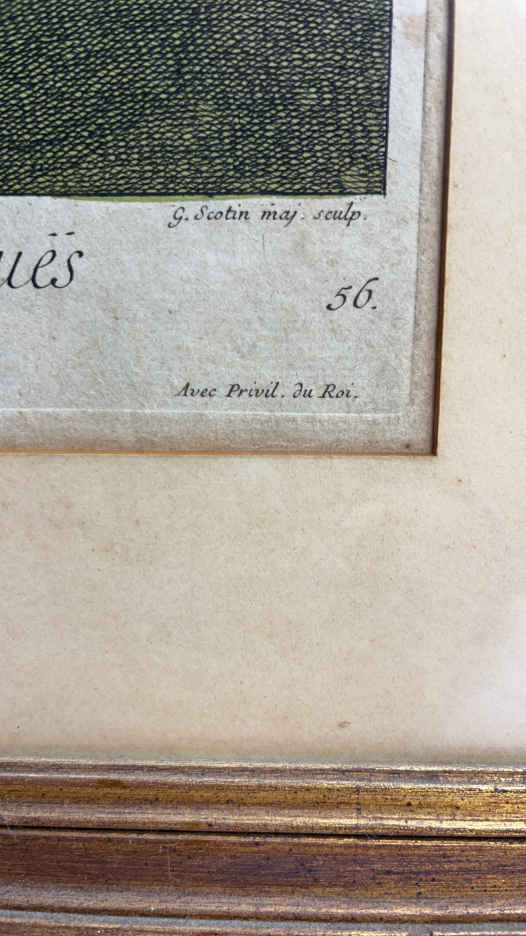 G. Scotin maj. sculp.
uës
56.
Avec Privil. du Roi.